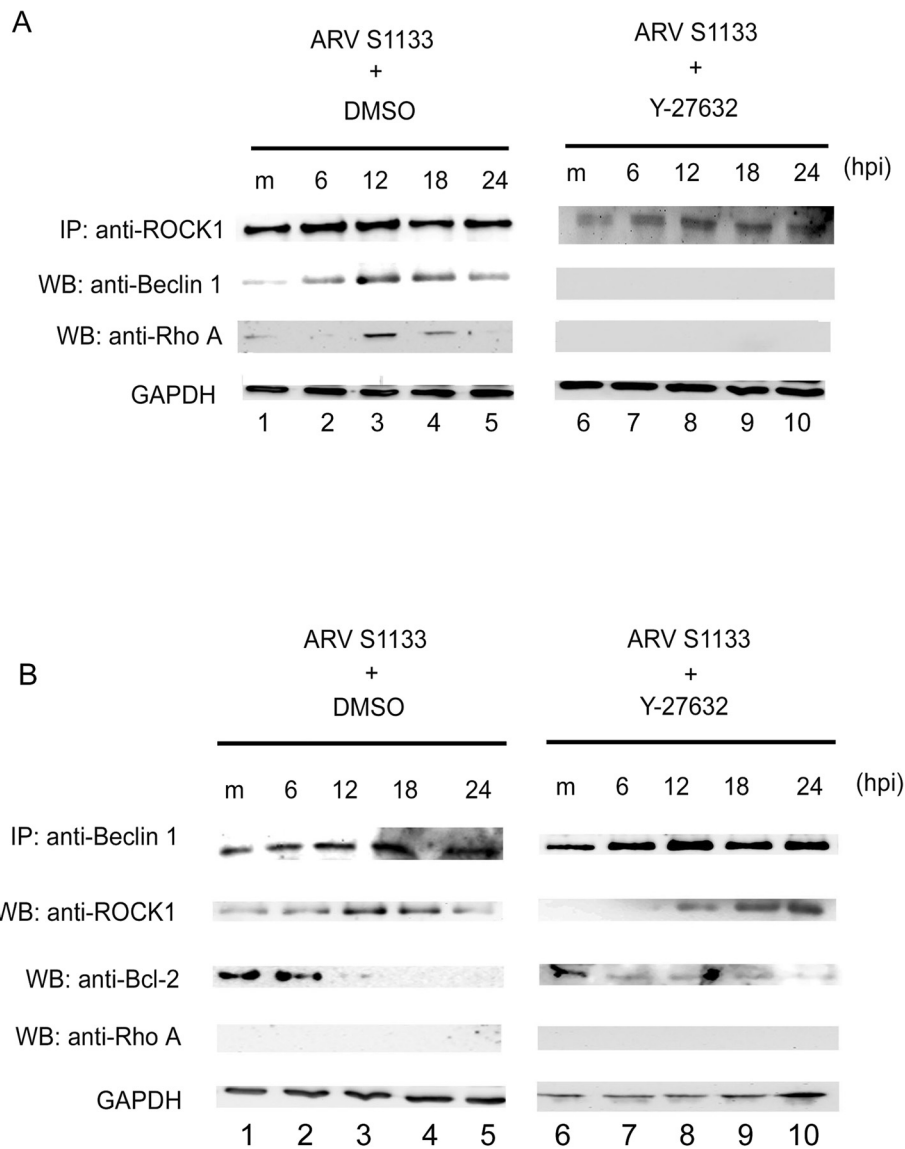 A
ARV S1133
+
DMSO
ARV S1133
+
Y-27632
m 6 12 18 24
m 6 12 18 24 (hpi)
IP: anti-ROCK1
WB: anti-Beclin 1
WB: anti-Rho A
GAPDH
1 2 3 4 5
6 7 8 9 10
B
ARV S1133
+
DMSO
ARV S1133
+
Y-27632
m 6 12 18 24
m 6 12 18 24 (hpi)
IP: anti-Beclin 1
WB: anti-ROCK1
WB: anti-Bcl-2
WB: anti-Rho A
GAPDH
1 2 3 4 5
6 7 8 9 10